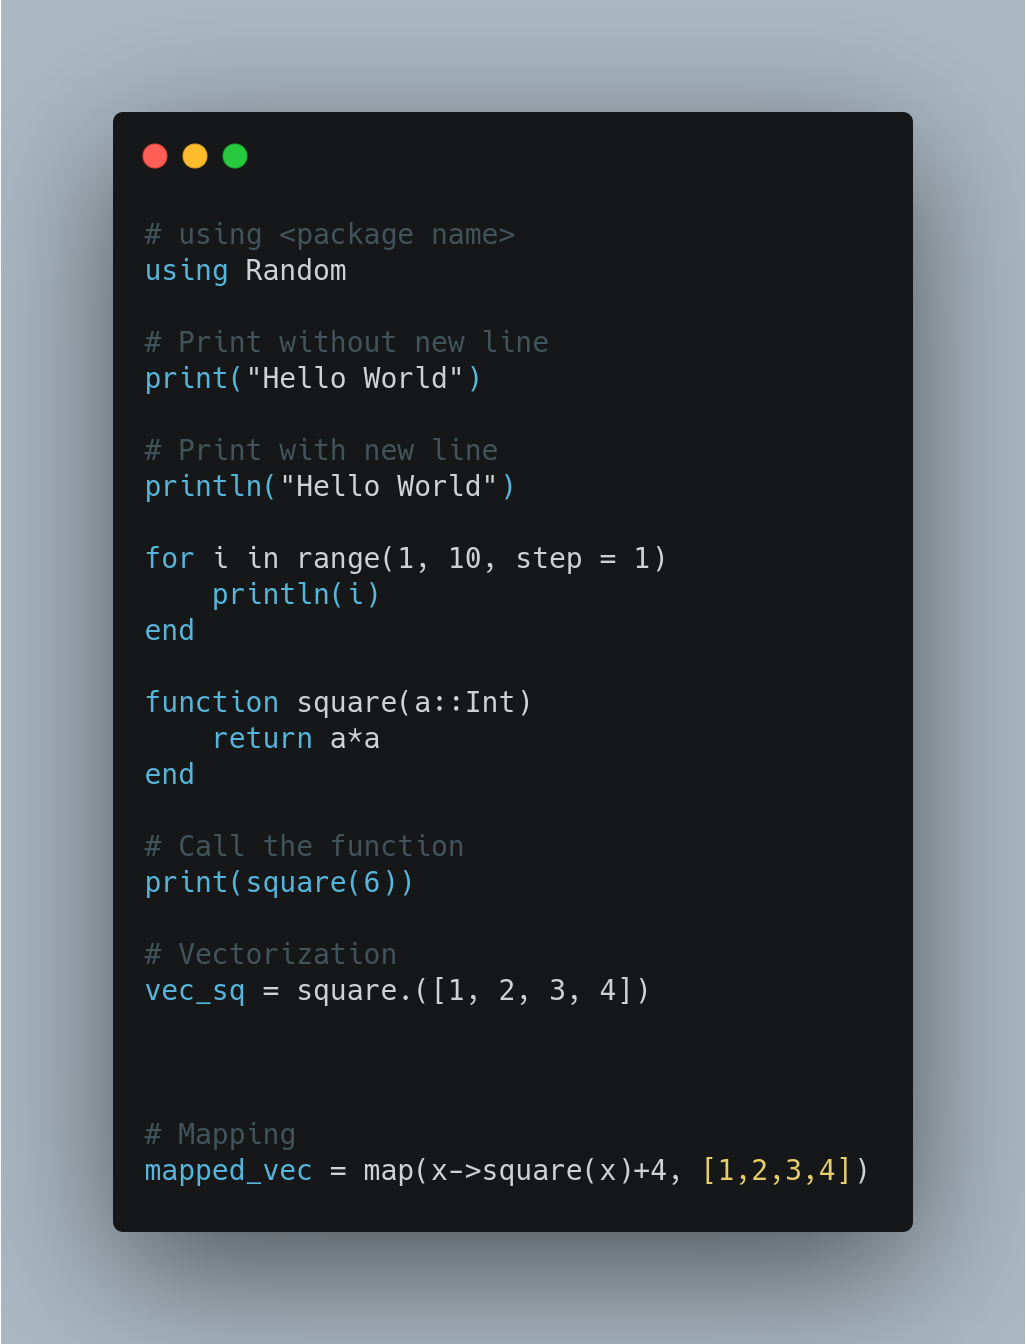 # using <package name>
using Random
# Print without new line
print("Hello World")
# Print with new line
println("Hello World")
for i in range(1, 10, step = 1)
    println(i)
end
function square(a::Int)
    return a*a
end
# Call the function
print(square(6))
# Vectorization
vec_sq = square.([1, 2, 3, 4])
# Mapping
mapped_vec = map(x->square(x)+4, [1,2,3,4])